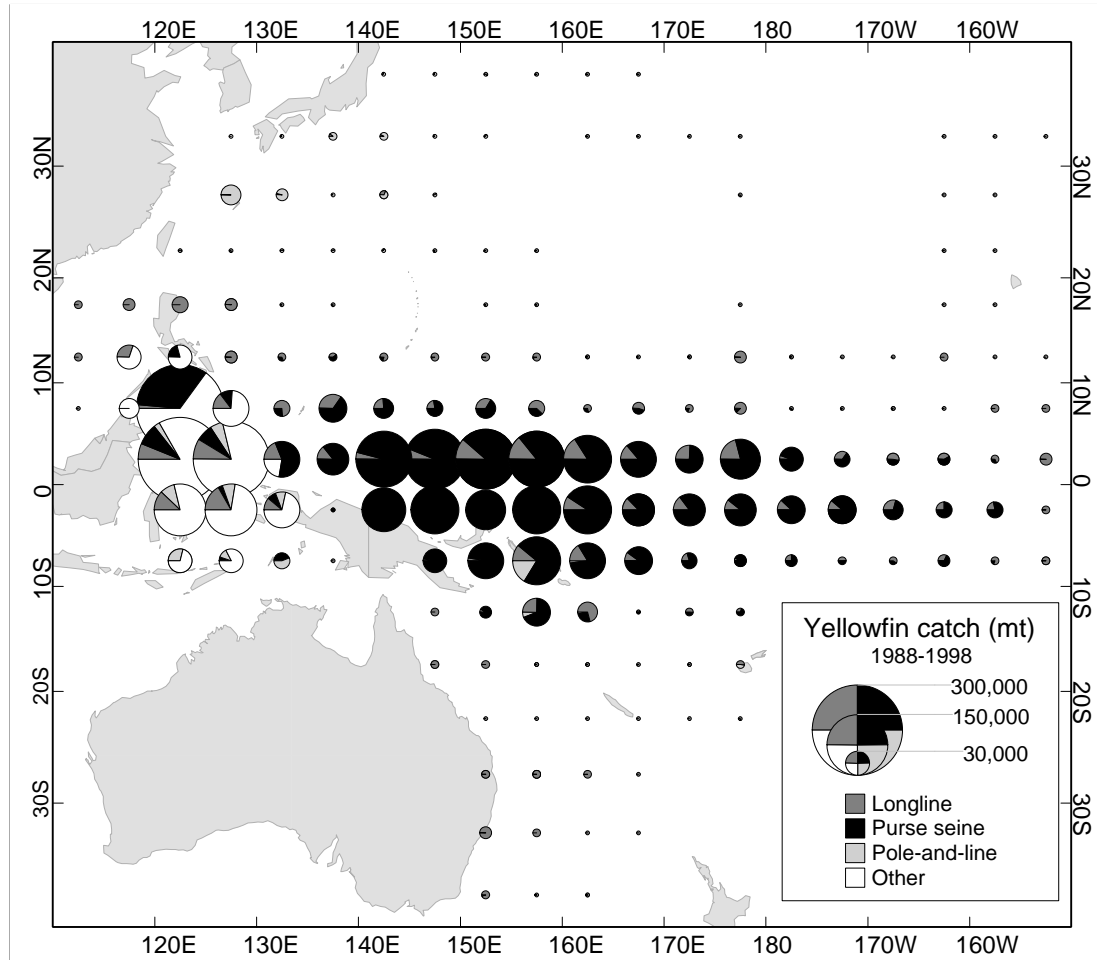 120E 130E 140E 150E 160E 170E 180 170W 160W
30N 30N
20N 20N
10N 10N
0 0
10S 10S
20S 20S
30S 30S
Yellowfin catch (mt)
1988-1998
300,000
150,000
30,000
Longline
Purse seine
Pole-and-line
Other
120E 130E 140E 150E 160E 170E 180 170W 160W